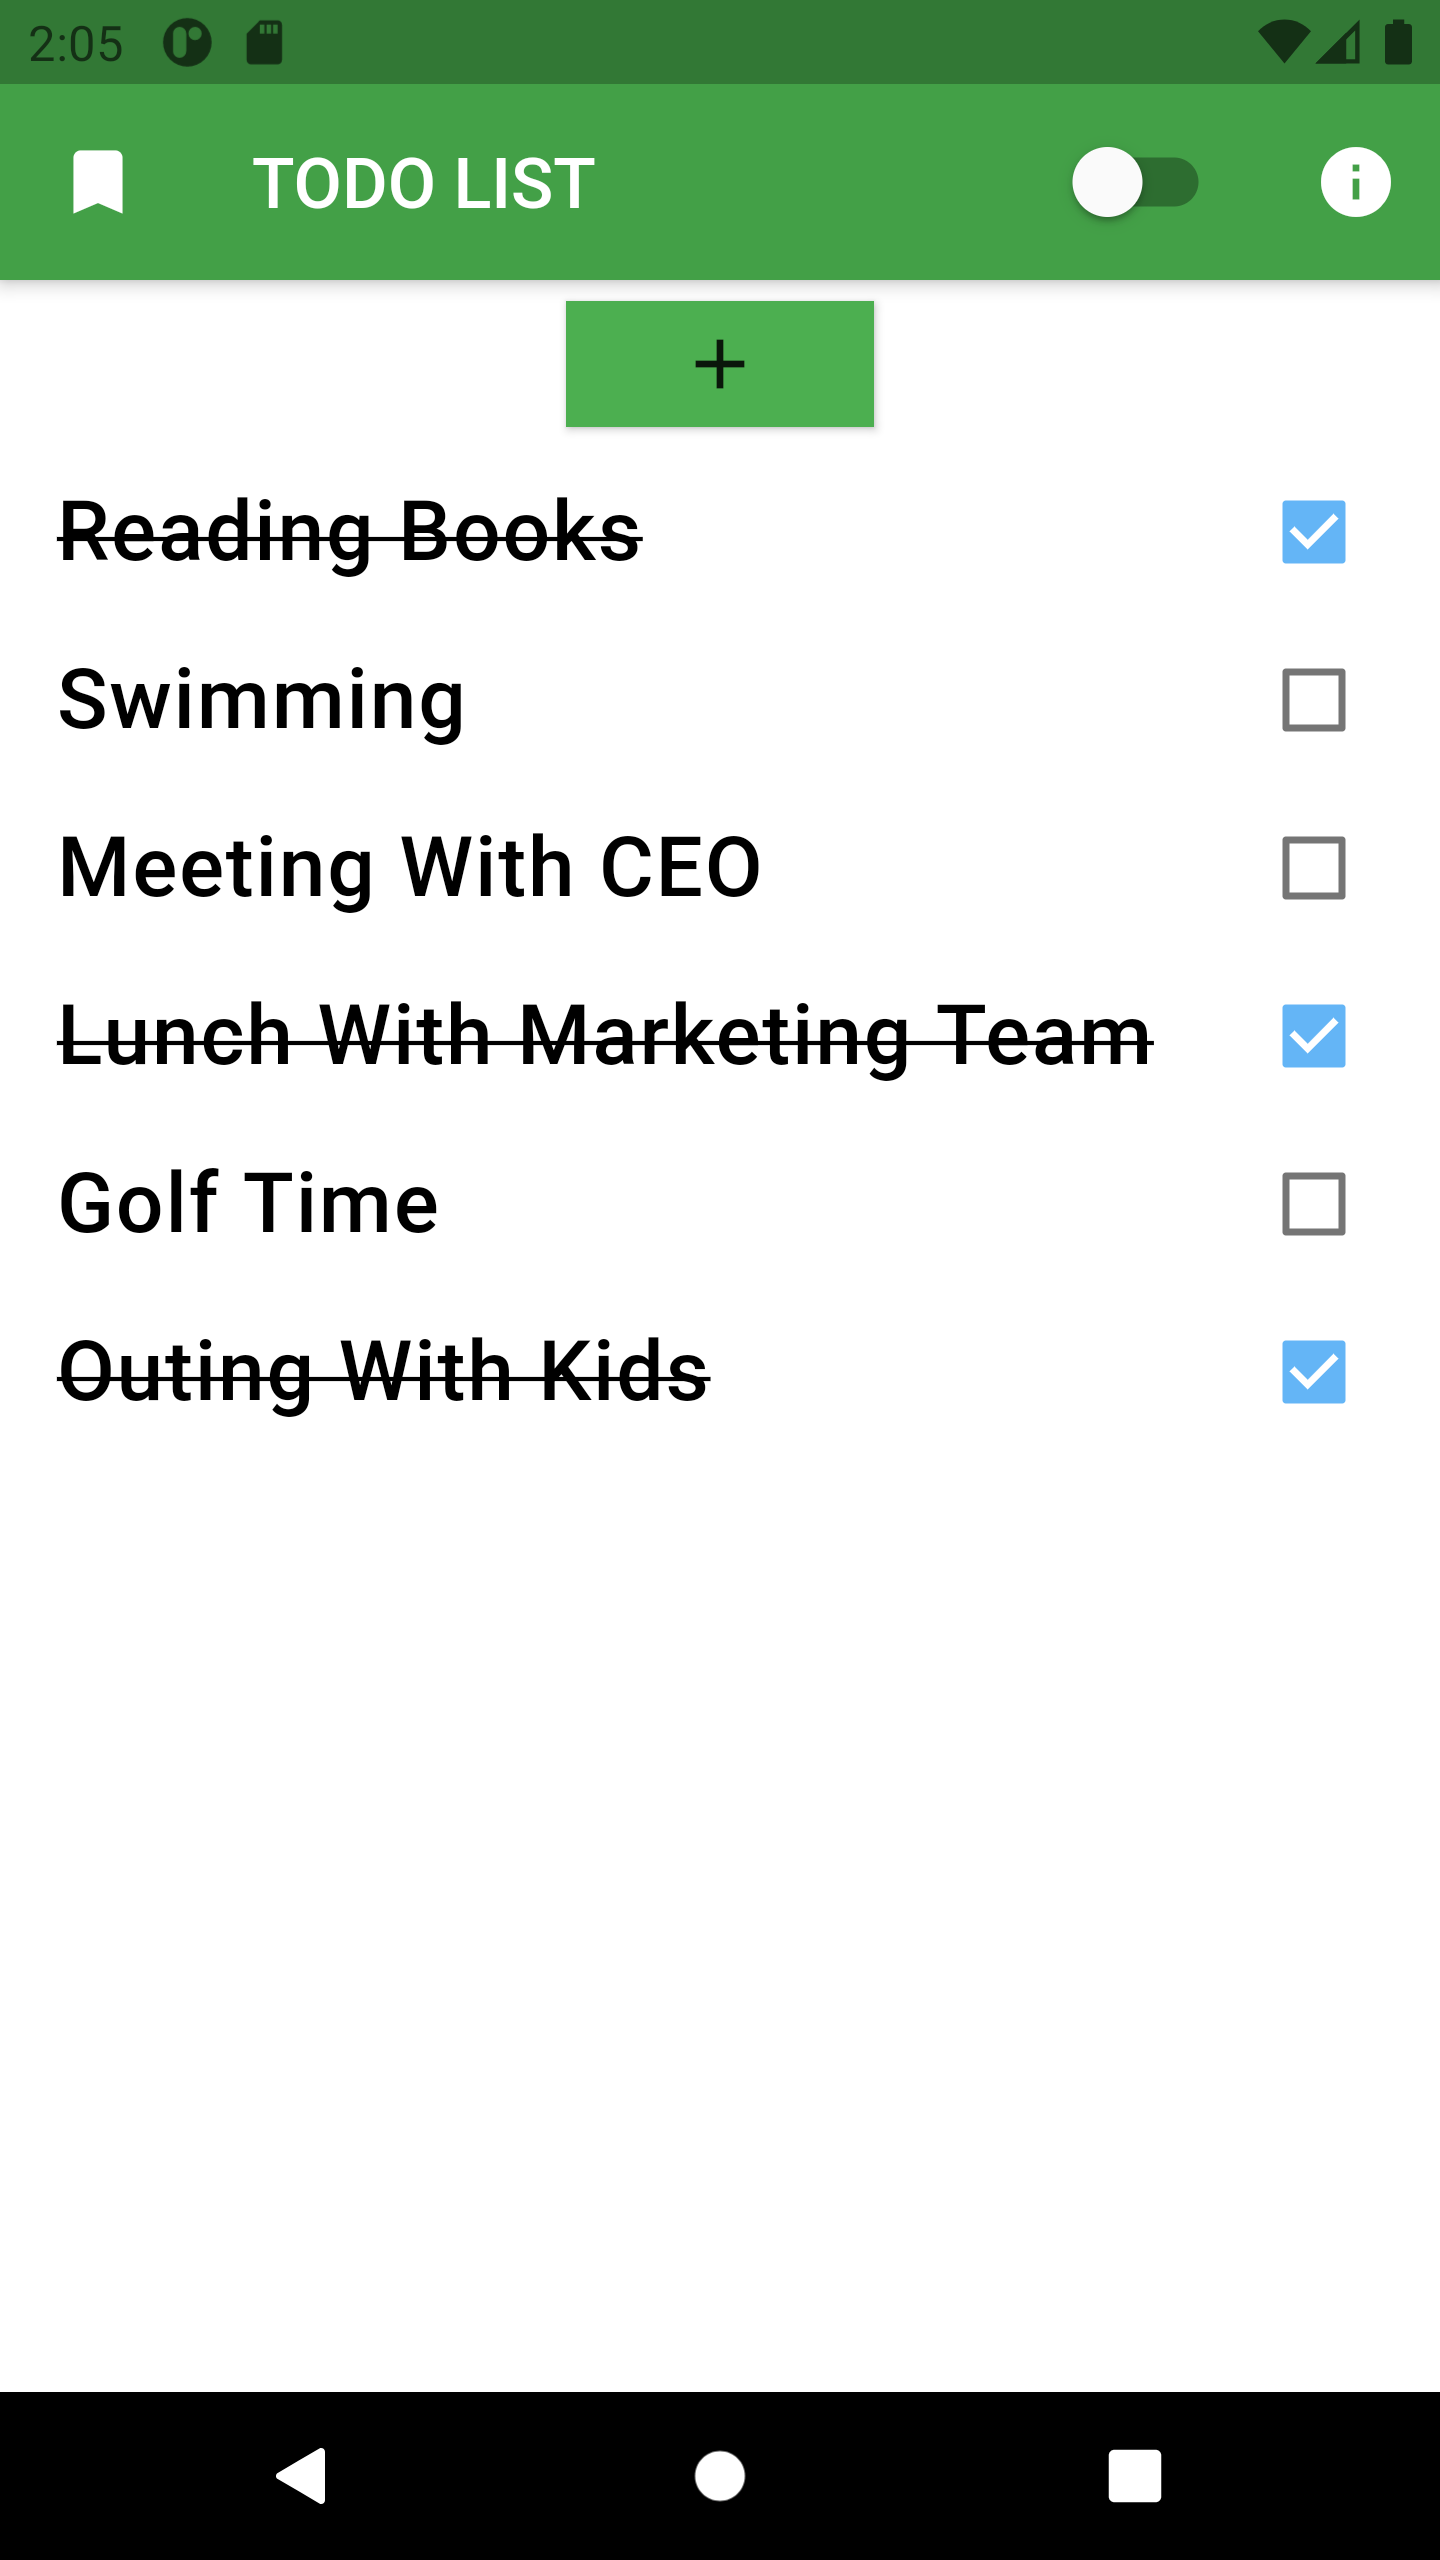 2:05
TODO LIST
Reading Books
Swimming
Meeting With CEO
Lunch With Marketing Team
Golf Time
Outing With Kids